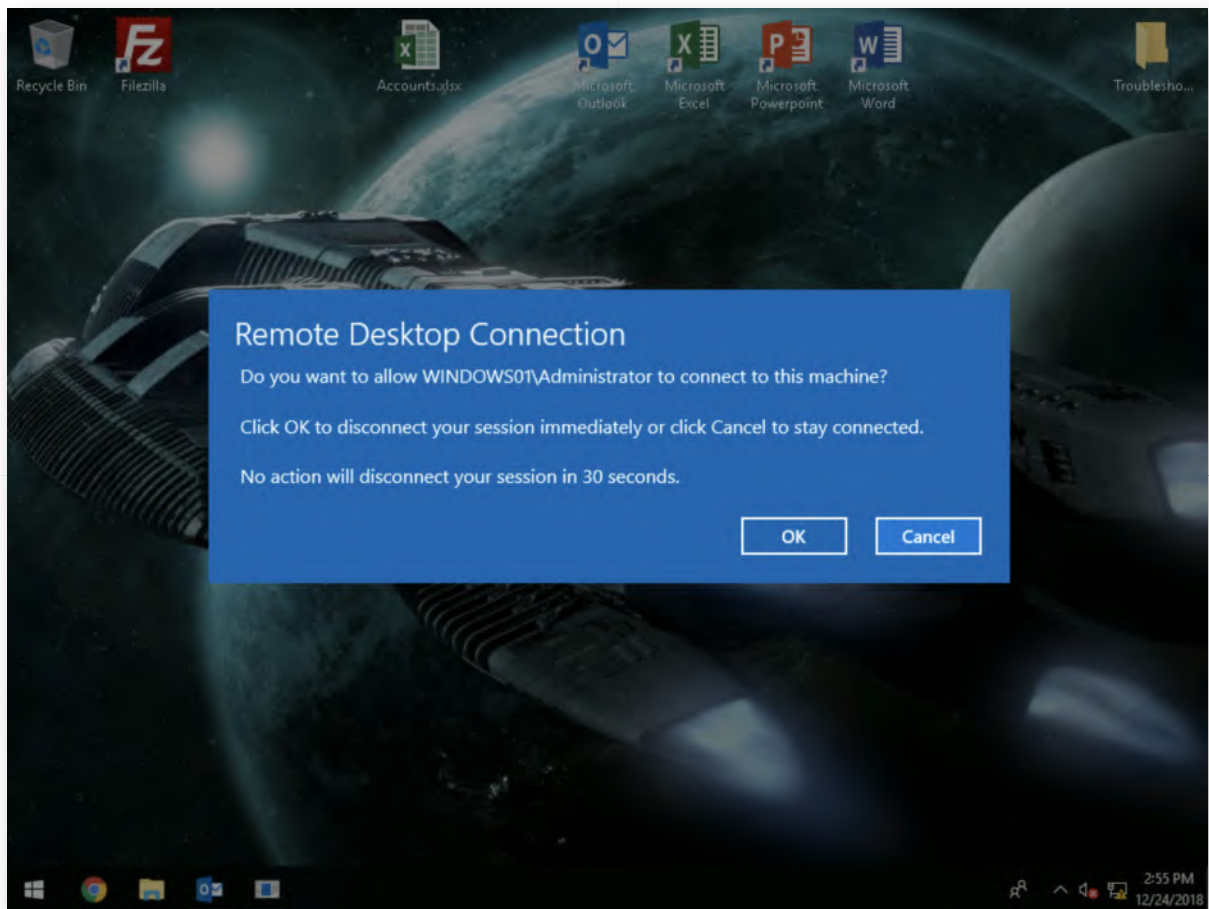 Recycle Bin
Filezilla
Accounts.xlsx
Microsoft Outlook
Microsoft Excel
Microsoft Powerpoint
Microsoft Word
Troublesho...
Remote Desktop Connection
Do you want to allow WINDOWS01\Administrator to connect to this machine?
Click OK to disconnect your session immediately or click Cancel to stay connected.
No action will disconnect your session in 30 seconds.
OK
Cancel
2:55 PM
12/24/2018